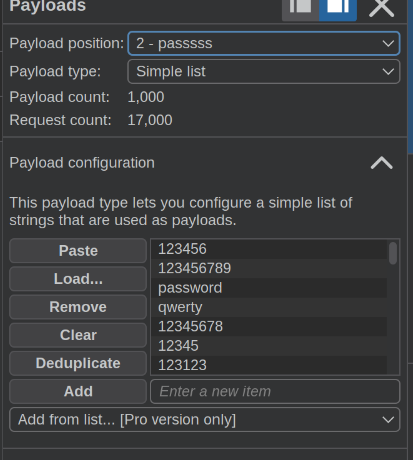 Payloads
Payload position: 2 - passsss
Payload type: Simple list
Payload count: 1,000
Request count: 17,000
Payload configuration
This payload type lets you configure a simple list of
strings that are used as payloads.
Paste
Load...
Remove
Clear
Deduplicate
123456
123456789
password
qwerty
12345678
12345
123123
Add
Enter a new item
Add from list... [Pro version only]